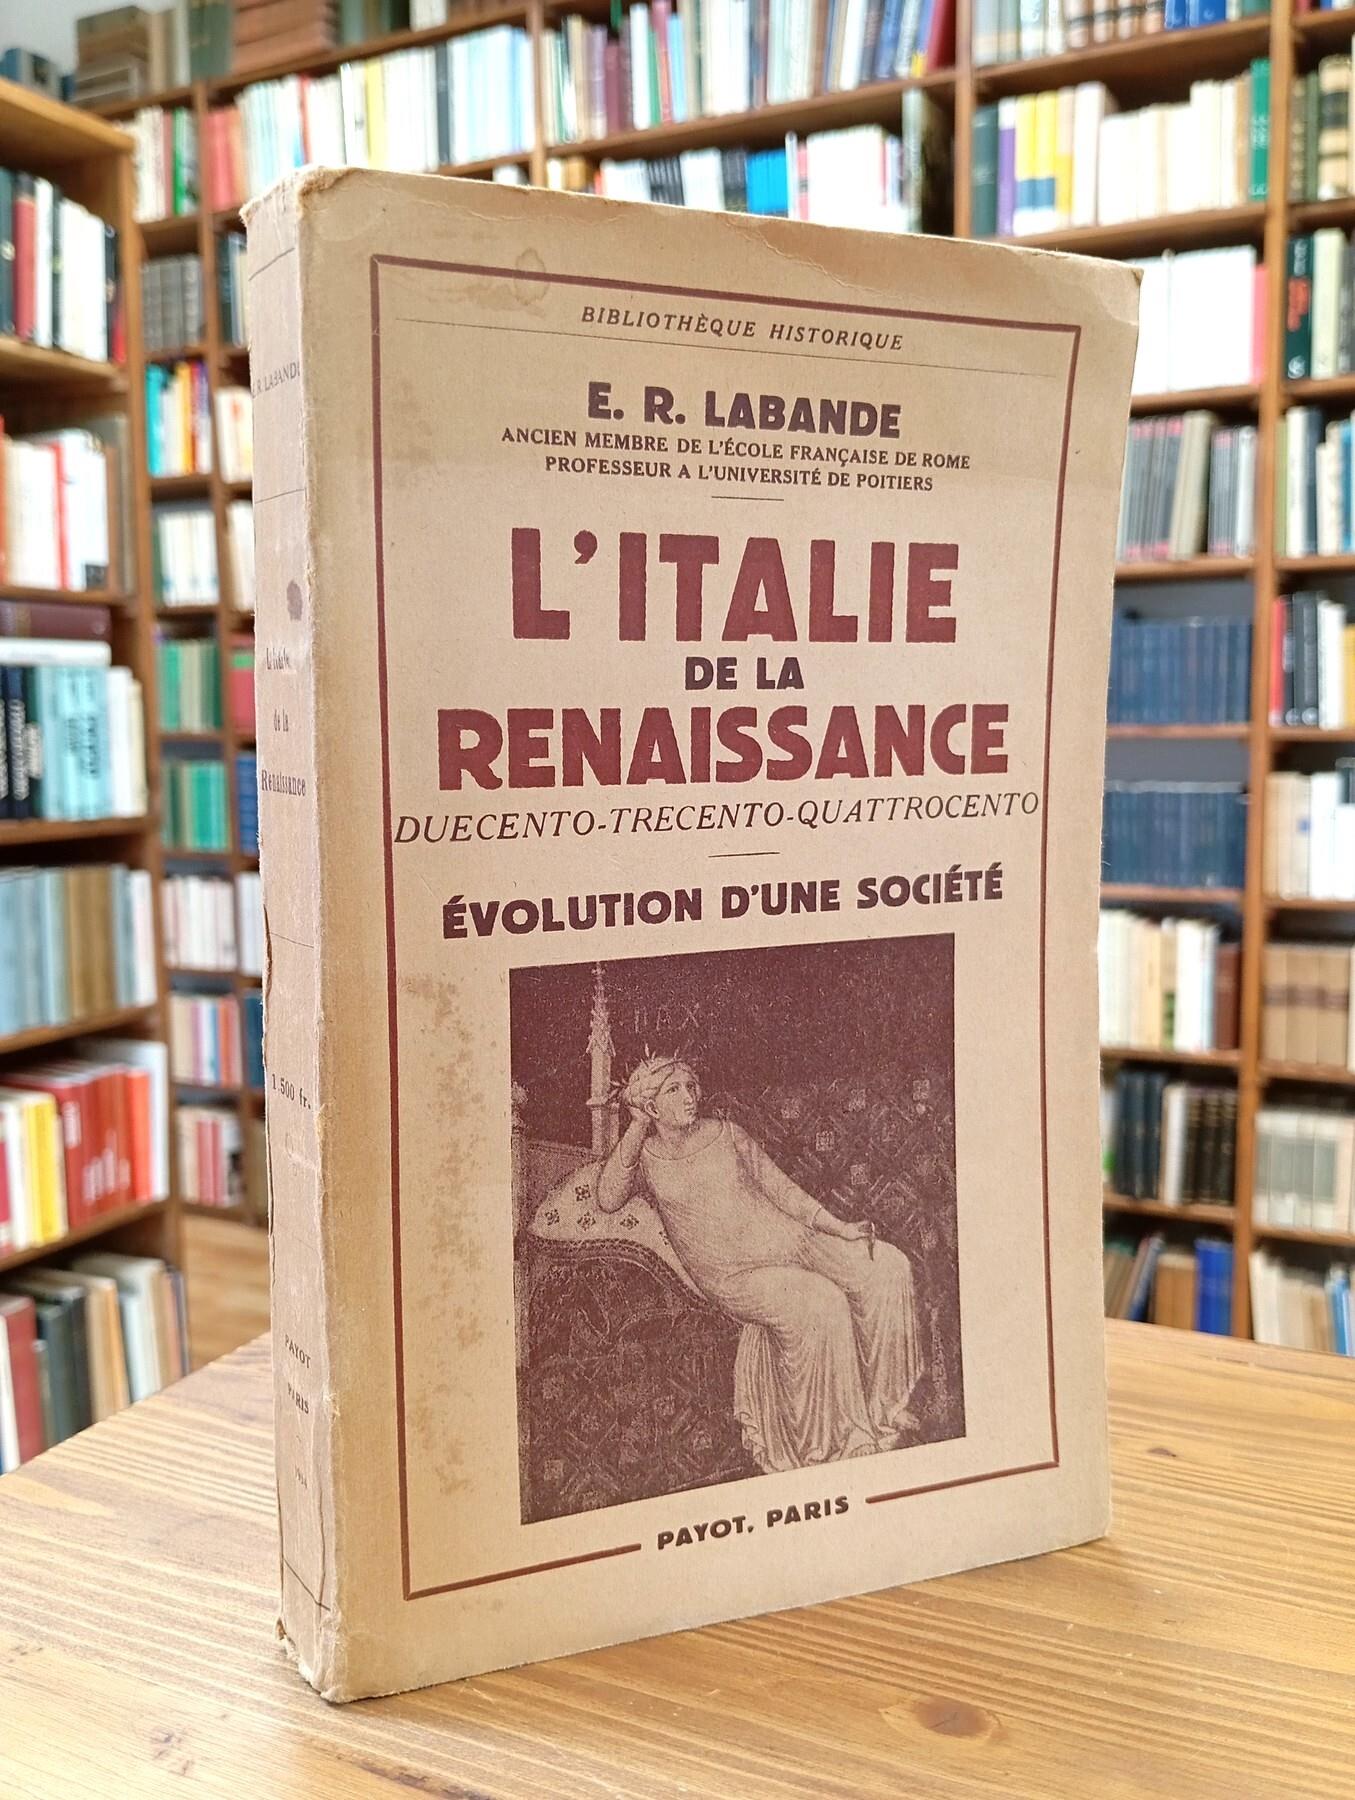 BIBLIOTHÈQUE HISTORIQUE
E. R. LABANDE
ANCIEN MEMBRE DE L'ÉCOLE FRANÇAISE DE ROME
PROFESSEUR A L'UNIVERSITÉ DE POITIERS
L'ITALIE
DE LA
RENAISSANCE
DUECENTO-TRECENTO-QUATTROCENTO
ÉVOLUTION D'UNE SOCIÉTÉ
PAX
PAYOT, PARIS
E. R. LABANDE
L'Italie
de la
Renaissance
1.500 fr.
PAYOT
PARIS